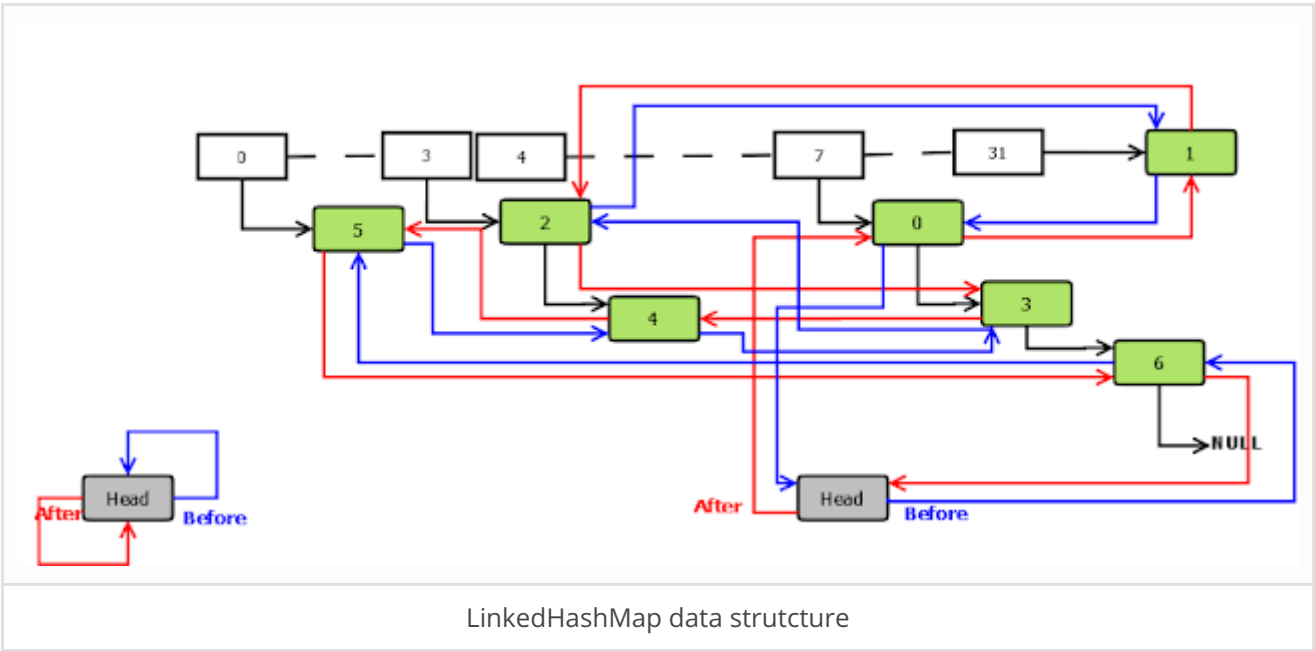 0
3
4
7
31
1
5
2
0
4
3
6
NULL
Head
After
Before
Head
After
Before
LinkedHashMap data strutcture